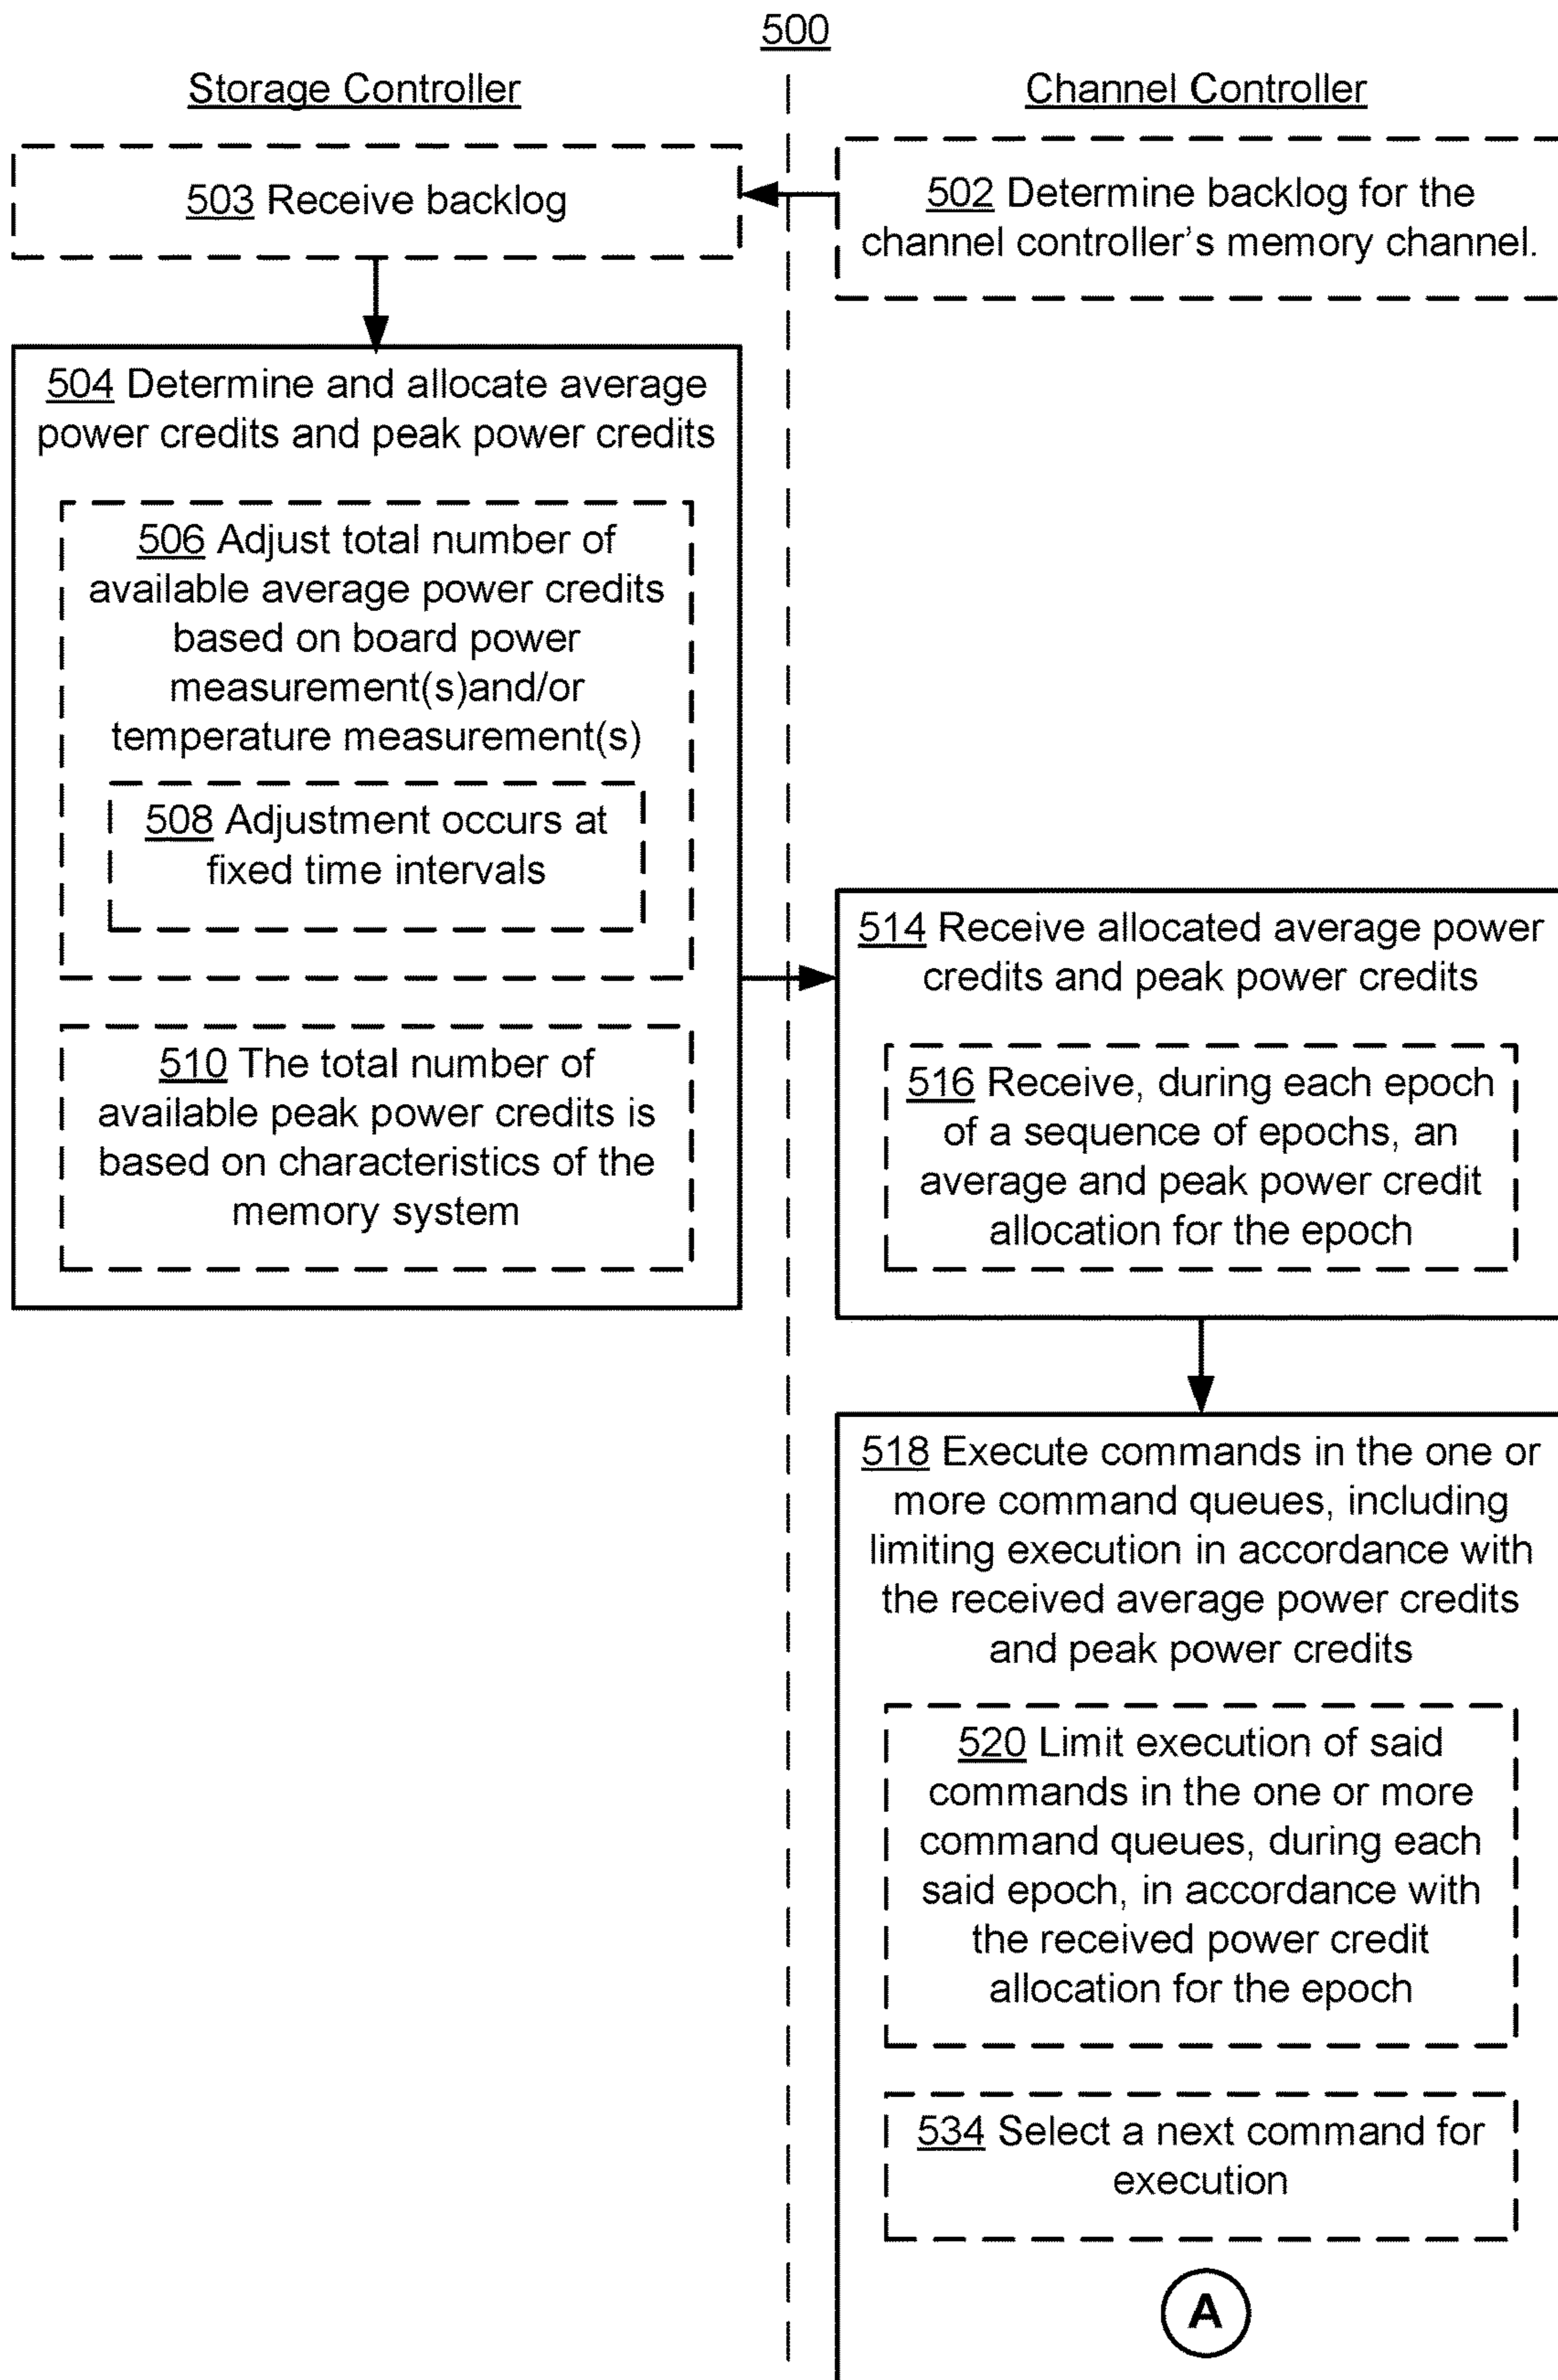 500
Storage Controller
Channel Controller
503 Receive backlog
502 Determine backlog for the
channel controller's memory channel.
504 Determine and allocate average
power credits and peak power credits
506 Adjust total number of
available average power credits
based on board power
measurement(s)and/or
temperature measurement(s)
508 Adjustment occurs at
fixed time intervals
510 The total number of
available peak power credits is
based on characteristics of the
memory system
514 Receive allocated average power
credits and peak power credits
516 Receive, during each epoch
of a sequence of epochs, an
average and peak power credit
allocation for the epoch
518 Execute commands in the one or
more command queues, including
limiting execution in accordance with
the received average power credits
and peak power credits
520 Limit execution of said
commands in the one or more
command queues, during each
said epoch, in accordance with
the received power credit
allocation for the epoch
534 Select a next command for
execution
A